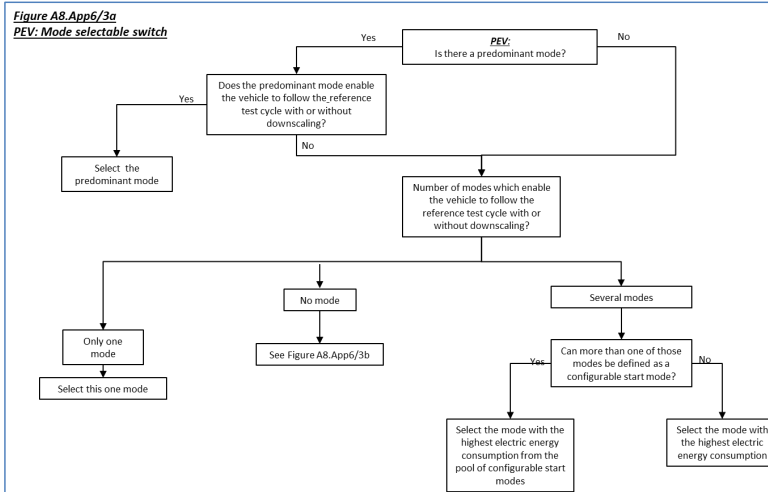 Figure A8.App6/3a
PEV: Mode selectable switch
PEV:
Is there a predominant mode?
Yes
No
Does the predominant mode enable
the vehicle to follow the reference
test cycle with or without
downscaling?
Yes
No
Select the
predominant mode
Number of modes which enable
the vehicle to follow the
reference test cycle with or
without downscaling?
Only one
mode
Select this one mode
No mode
See Figure A8.App6/3b
Several modes
Can more than one of those
modes be defined as a
configurable start mode?
Yes
No
Select the mode with the
highest electric energy
consumption from the
pool of configurable start
modes
Select the mode with
the highest electric
energy consumption